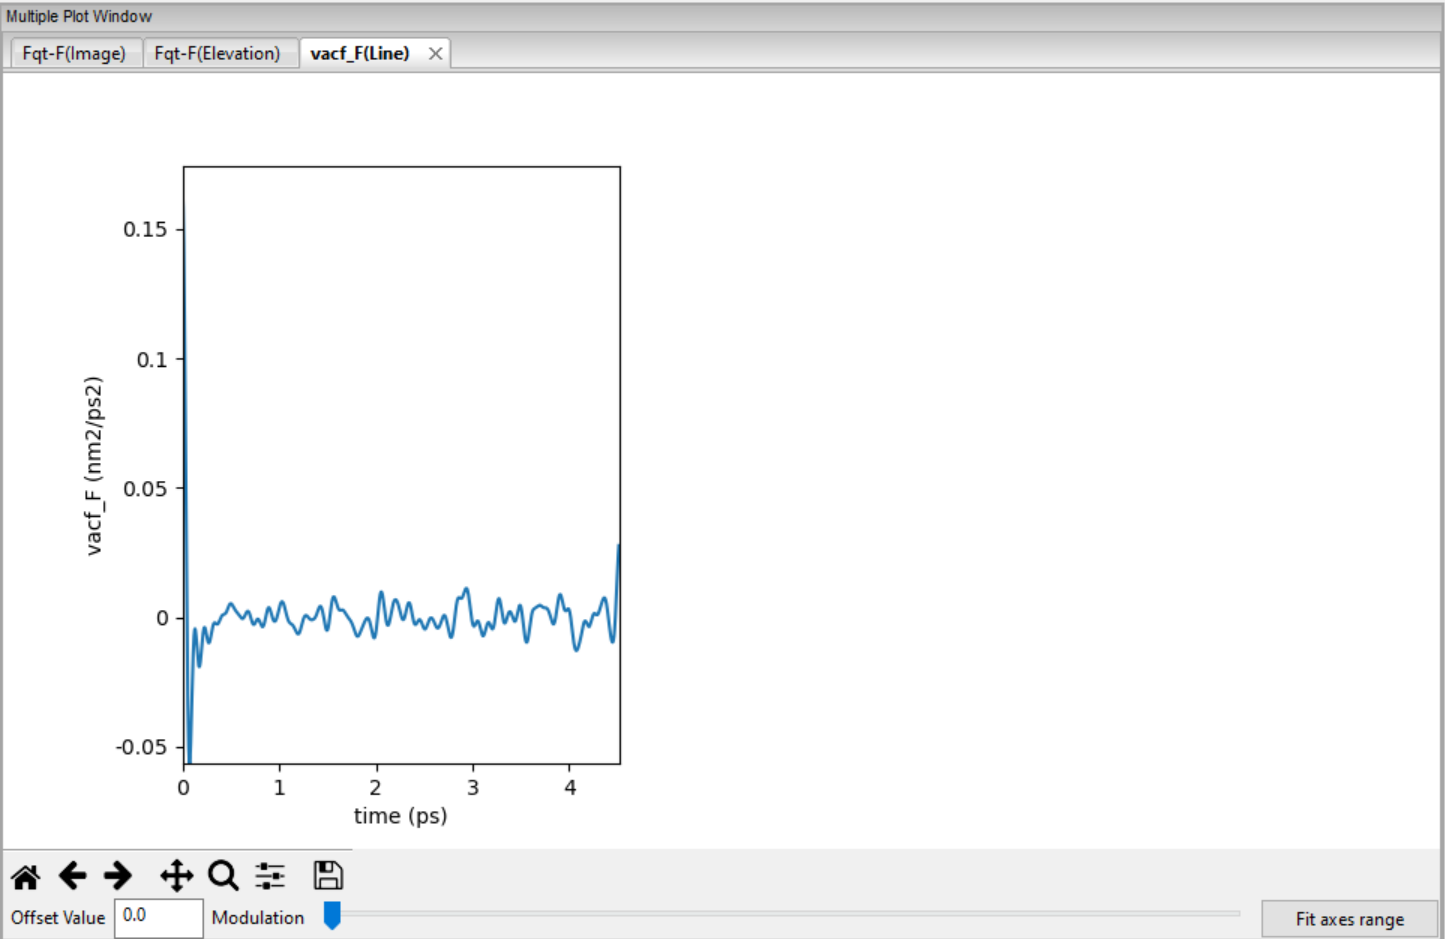 Multiple Plot Window
Fqt-F(Image) Fqt-F(Elevation) vacf_F(Line)
0.15
0.1
0.05
0
-0.05
vacf_F (nm2/ps2)
0 1 2 3 4
time (ps)
Offset Value 0.0 Modulation Fit axes range